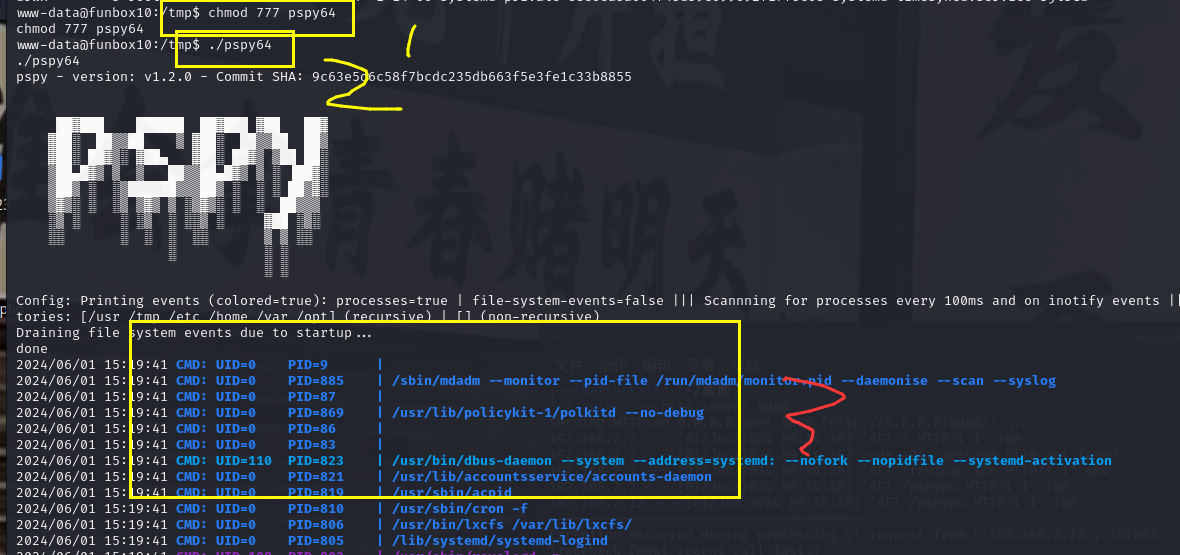 www-data@funbox10:/tmp$ chmod 777 pspy64
chmod 777 pspy64
www-data@funbox10:/tmp$ ./pspy64
./pspy64
pspy - version: v1.2.0 - Commit SHA: 9c63e5d6c58f7bcdc235db663f5e3fe1c33b8855
1
2
3
pspy
Config: Printing events (colored=true): processes=true | file-system-events=false ||| Scannning for processes every 100ms and on inotify events ||
tories: [/usr /tmp /etc /home /var /opt] (recursive) | [] (non-recursive)
Draining file system events due to startup...
done
2024/06/01 15:19:41 CMD: UID=0 PID=9 |
2024/06/01 15:19:41 CMD: UID=0 PID=885 | /sbin/mdadm --monitor --pid-file /run/mdadm/monitor.pid --daemonise --scan --syslog
2024/06/01 15:19:41 CMD: UID=0 PID=87 |
2024/06/01 15:19:41 CMD: UID=0 PID=869 | /usr/lib/policykit-1/polkitd --no-debug
2024/06/01 15:19:41 CMD: UID=0 PID=86 |
2024/06/01 15:19:41 CMD: UID=0 PID=83 |
2024/06/01 15:19:41 CMD: UID=110 PID=823 | /usr/bin/dbus-daemon --system --address=systemd: --nofork --nopidfile --systemd-activation
2024/06/01 15:19:41 CMD: UID=0 PID=821 | /usr/lib/accountsservice/accounts-daemon
2024/06/01 15:19:41 CMD: UID=0 PID=819 | /usr/sbin/acpid
2024/06/01 15:19:41 CMD: UID=0 PID=810 | /usr/sbin/cron -f
2024/06/01 15:19:41 CMD: UID=0 PID=806 | /usr/bin/lxcfs /var/lib/lxcfs/
2024/06/01 15:19:41 CMD: UID=0 PID=805 | /lib/systemd/systemd-logind